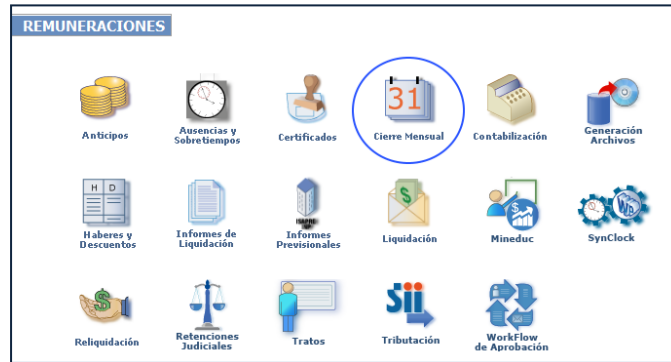 REMUNERACIONES
31
Anticipos
Ausencias y
Sobretiempos
Certificados
Cierre Mensual
Contabilización
Generación
Archivos
H D
ISAPRE
Haberes y
Descuentos
Informes de
Liquidación
Informes
Previsionales
$
Liquidación
$
Mineduc
SynClock
$
Reliquidación
Retenciones
Judiciales
Tratos
Sii
Tributación
WorkFlow
de Aprobación